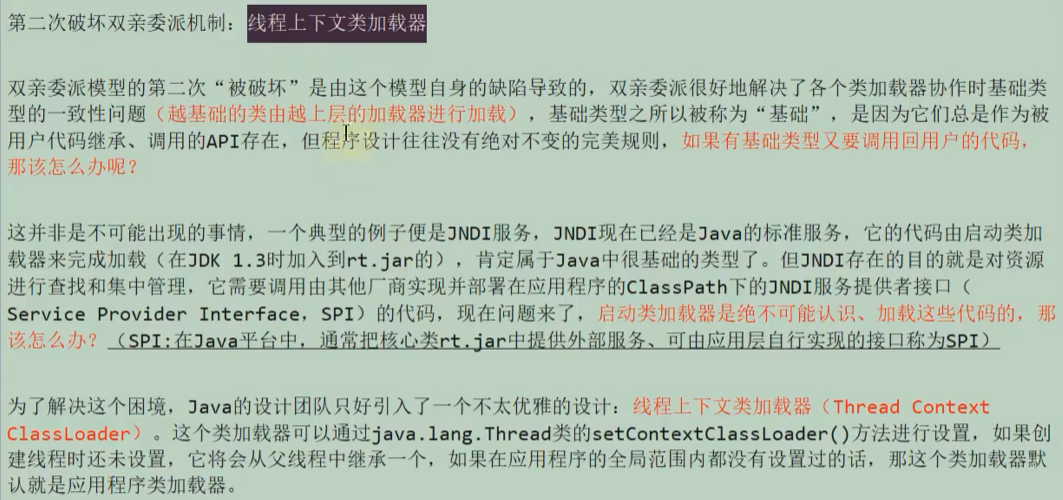 第二次破坏双亲委派机制：线程上下文类加载器
双亲委派模型的第二次“被破坏”是由这个模型自身的缺陷导致的，双亲委派很好地解决了各个类加载器协作时基础类
型的一致性问题（越基础的类由越上层的加载器进行加载），基础类型之所以被称为“基础”，是因为它们总是作为被
用户代码继承、调用的API存在，但程序设计往往没有绝对不变的完美规则，如果有基础类型又要调用回用户的代码，
那该怎么办呢？
这并非是不可能出现的事情，一个典型的例子便是JNDI服务，JNDI现在已经是Java的标准服务，它的代码由启动类加
载器来完成加载（在JDK 1.3时加入到rt.jar的），肯定属于Java中很基础的类型了。但JNDI存在的目的就是对资源
进行查找和集中管理，它需要调用由其他厂商实现并部署在应用程序的ClassPath下的JNDI服务提供者接口（
Service Provider Interface，SPI）的代码，现在问题来了，启动类加载器是绝不可能认识、加载这些代码的，那
该怎么办？（SPI:在Java平台中，通常把核心类rt.jar中提供外部服务、可由应用层自行实现的接口称为SPI）
为了解决这个困境，Java的设计团队只好引入了一个不太优雅的设计：线程上下文类加载器（Thread Context
ClassLoader）。这个类加载器可以通过java.lang.Thread类的setContextClassLoader()方法进行设置，如果创
建线程时还未设置，它将会从父线程中继承一个，如果在应用程序的全局范围内都没有设置过的话，那这个类加载器默
认就是应用程序类加载器。